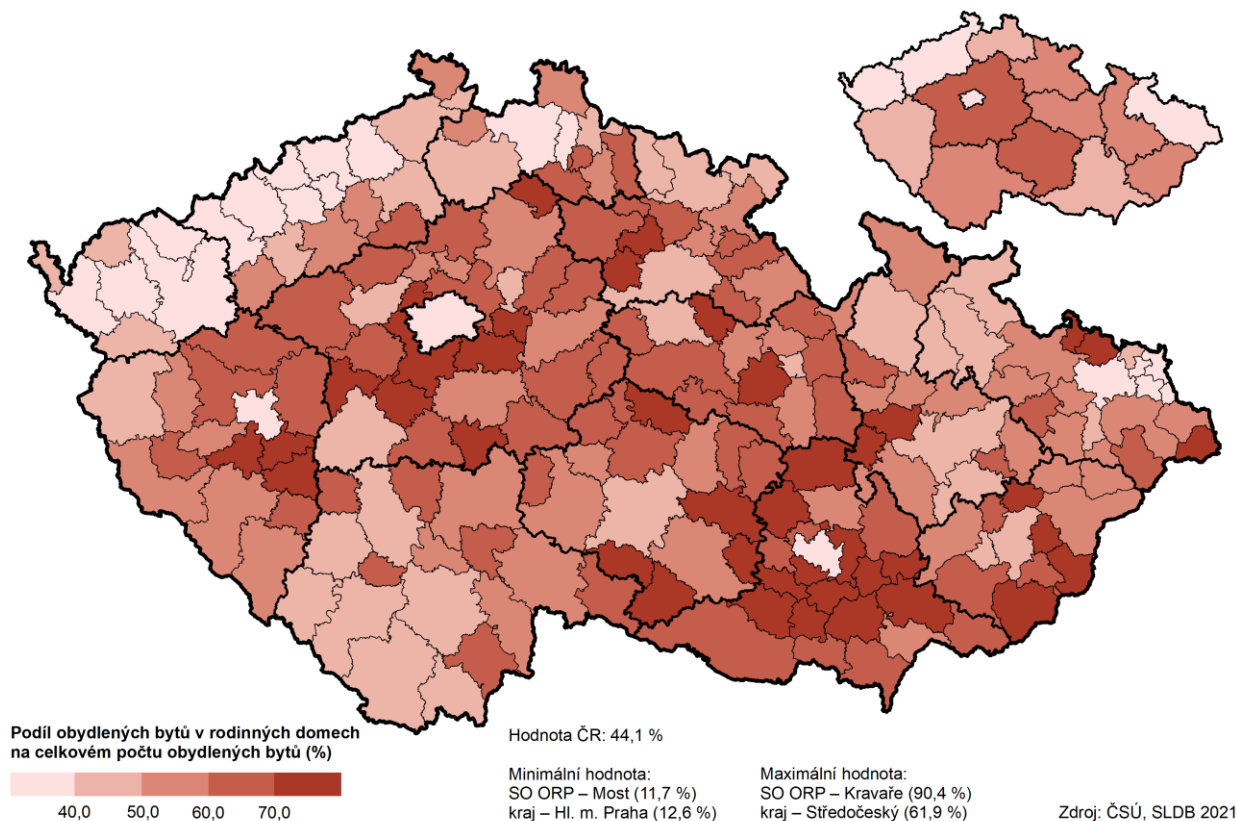 Podíl obydlených bytů v rodinných domech
na celkovém počtu obydlených bytů (%)
40,0 50,0 60,0 70,0
Hodnota ČR: 44,1 %
Minimální hodnota:
SO ORP – Most (11,7 %)
kraj – Hl. m. Praha (12,6 %)
Maximální hodnota:
SO ORP – Kravaře (90,4 %)
kraj – Středočeský (61,9 %)
Zdroj: ČSÚ, SLDB 2021